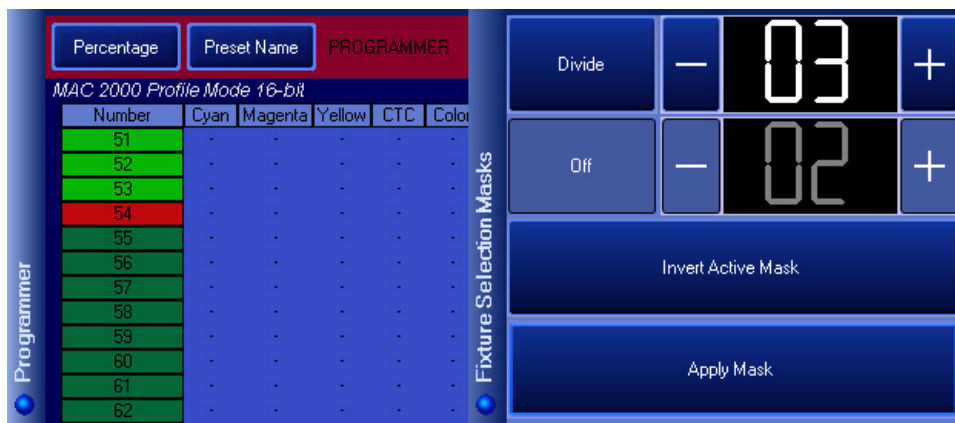 Percentage Preset Name PROGRAMMER
MAC 2000 Profile Mode 16-bit
Number Cyan Magenta Yellow CTC Color
51 - - - - -
52 - - - - -
53 - - - - -
54 - - - - -
55 - - - - -
56 - - - - -
57 - - - - -
58 - - - - -
59 - - - - -
60 - - - - -
61 - - - - -
62 - - - - -
Programmer
Fixture Selection Masks
Divide — 03 +
Off — 02 +
Invert Active Mask
Apply Mask